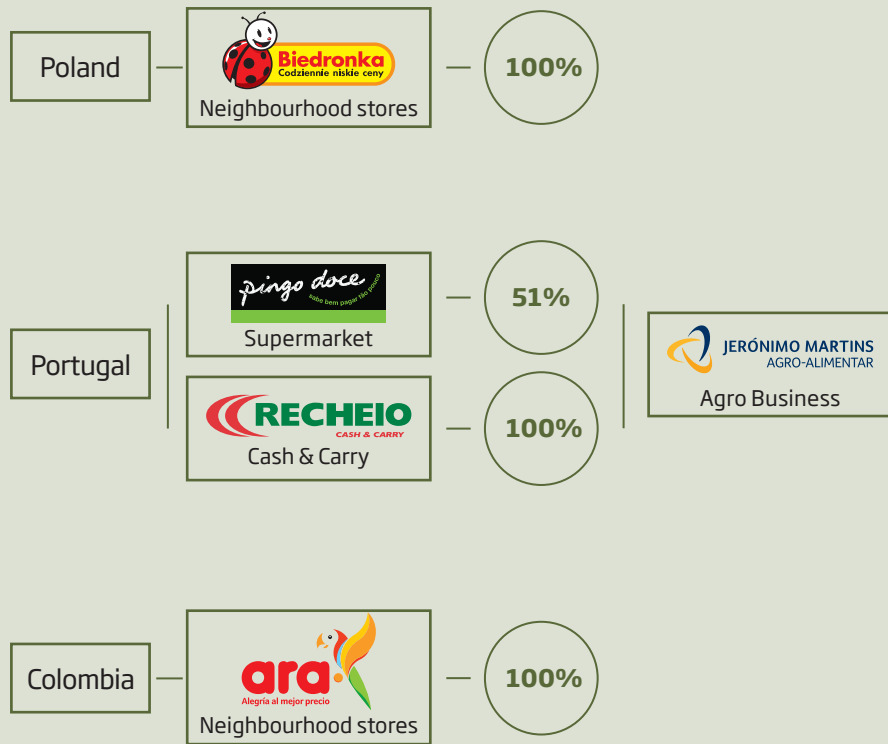 Poland
Biedronka
Codziennie niskie ceny
Neighbourhood stores
100%
Portugal
pingo doce
sabe bem pagar tão pouco
Supermarket
51%
RECHEIO
CASH & CARRY
Cash & Carry
100%
JERÓNIMO MARTINS
AGRO-ALIMENTAR
Agro Business
Colombia
ara
Alegría al mejor precio
Neighbourhood stores
100%